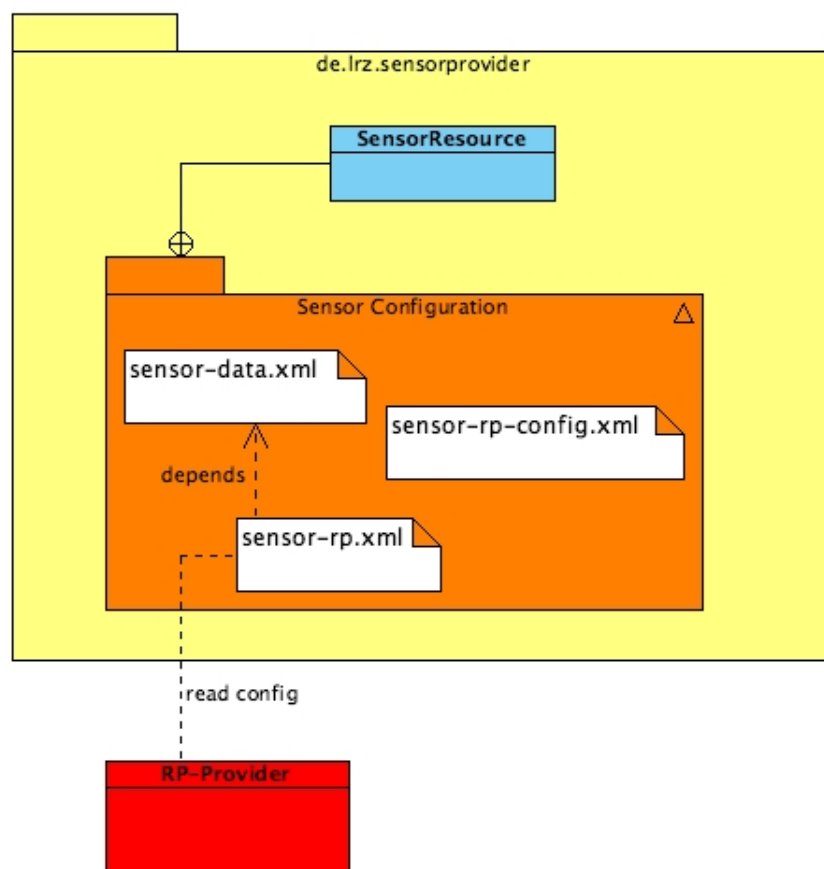 de.lrz.sensorprovider
SensorResource
Sensor Configuration
sensor-data.xml
sensor-rp-config.xml
depends
sensor-rp.xml
read config
RP-Provider